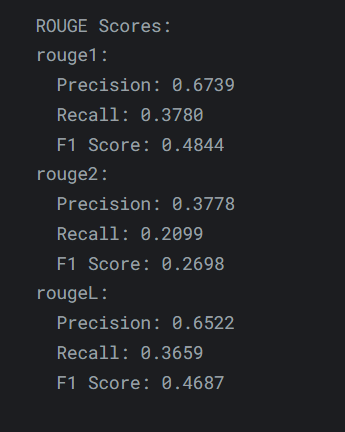 ROUGE Scores:
rouge1:
Precision: 0.6739
Recall: 0.3780
F1 Score: 0.4844
rouge2:
Precision: 0.3778
Recall: 0.2099
F1 Score: 0.2698
rougeL:
Precision: 0.6522
Recall: 0.3659
F1 Score: 0.4687